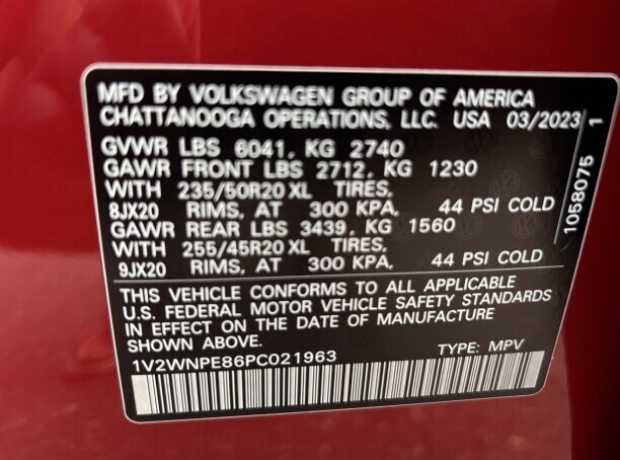 MFD BY VOLKSWAGEN GROUP OF AMERICA
CHATTANOOGA OPERATIONS, LLC. USA 03/2023
GVWR LBS 6041, KG 2740
GAWR FRONT LBS 2712, KG 1230
WITH 235/50R20 XL TIRES,
8JX20 RIMS, AT 300 KPA, 44 PSI COLD
GAWR REAR LBS 3439, KG 1560
WITH 255/45R20 XL TIRES,
9JX20 RIMS, AT 300 KPA, 44 PSI COLD
THIS VEHICLE CONFORMS TO ALL APPLICABLE
U.S. FEDERAL MOTOR VEHICLE SAFETY STANDARDS
IN EFFECT ON THE DATE OF MANUFACTURE
SHOWN ABOVE
1V2WNPE86PC021963 TYPE: MPV
1058075 1